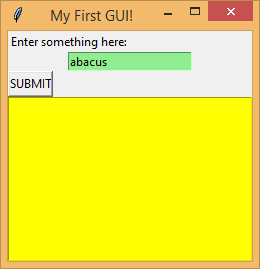 My First GUI!
Enter something here:
abacus
SUBMIT